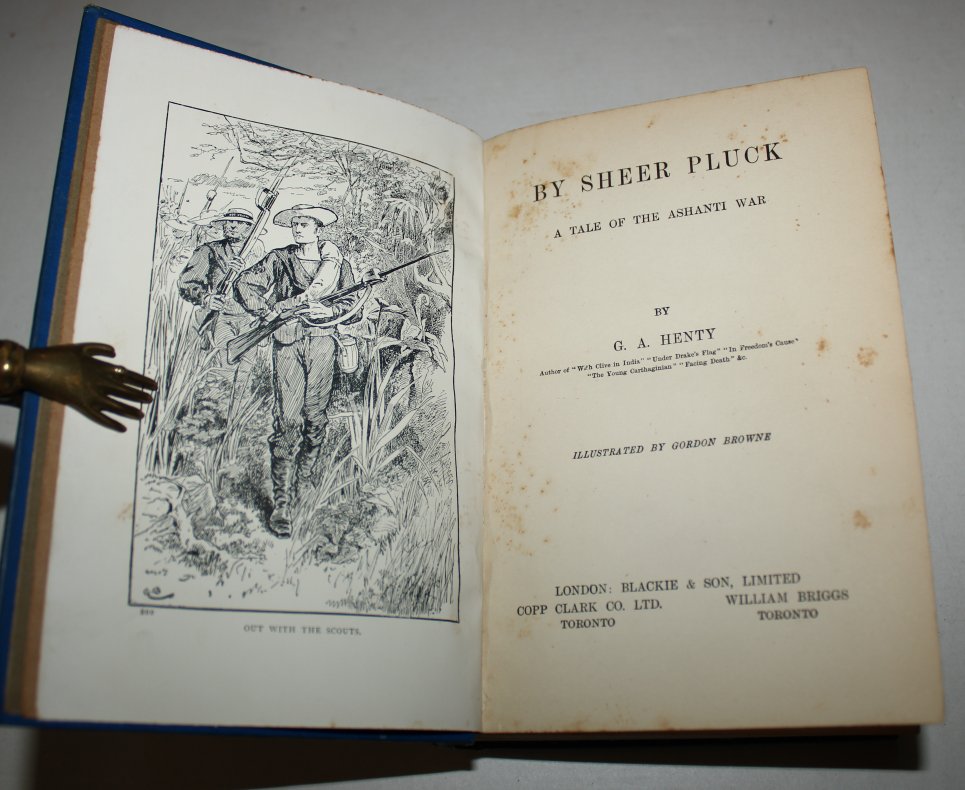 OUT WITH THE SCOUTS.
BY SHEER PLUCK
A TALE OF THE ASHANTI WAR
BY
G. A. HENTY
Author of "With Clive in India" "Under Drake's Flag" "In Freedom's Cause"
"The Young Carthaginian" "Facing Death" &c.
ILLUSTRATED BY GORDON BROWNE
LONDON: BLACKIE & SON, LIMITED
COPP CLARK CO. LTD. WILLIAM BRIGGS
TORONTO TORONTO